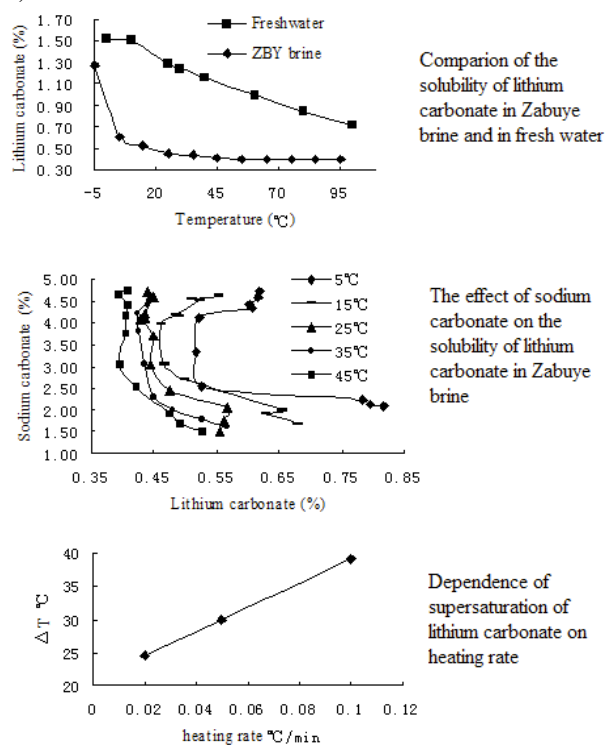 1.70
1.50
1.30
1.10
0.90
0.70
0.50
0.30
Lithium carbonate (%)
Freshwater
ZBY brine
-5 20 45 70 95
Temperature (℃)
Comparion of the
solubility of lithium
carbonate in Zabuye
brine and in fresh water
5.00
4.50
4.00
3.50
3.00
2.50
2.00
1.50
1.00
Sodium carbonate (%)
5℃
15℃
25℃
35℃
45℃
0.35 0.45 0.55 0.65 0.75 0.85
Lithium carbonate (%)
The effect of sodium
carbonate on the
solubility of lithium
carbonate in Zabuye
brine
40
35
30
25
20
△T ℃
0 0.02 0.04 0.06 0.08 0.1 0.12
heating rate ℃/min
Dependence of
supersaturation of
lithium carbonate on
heating rate